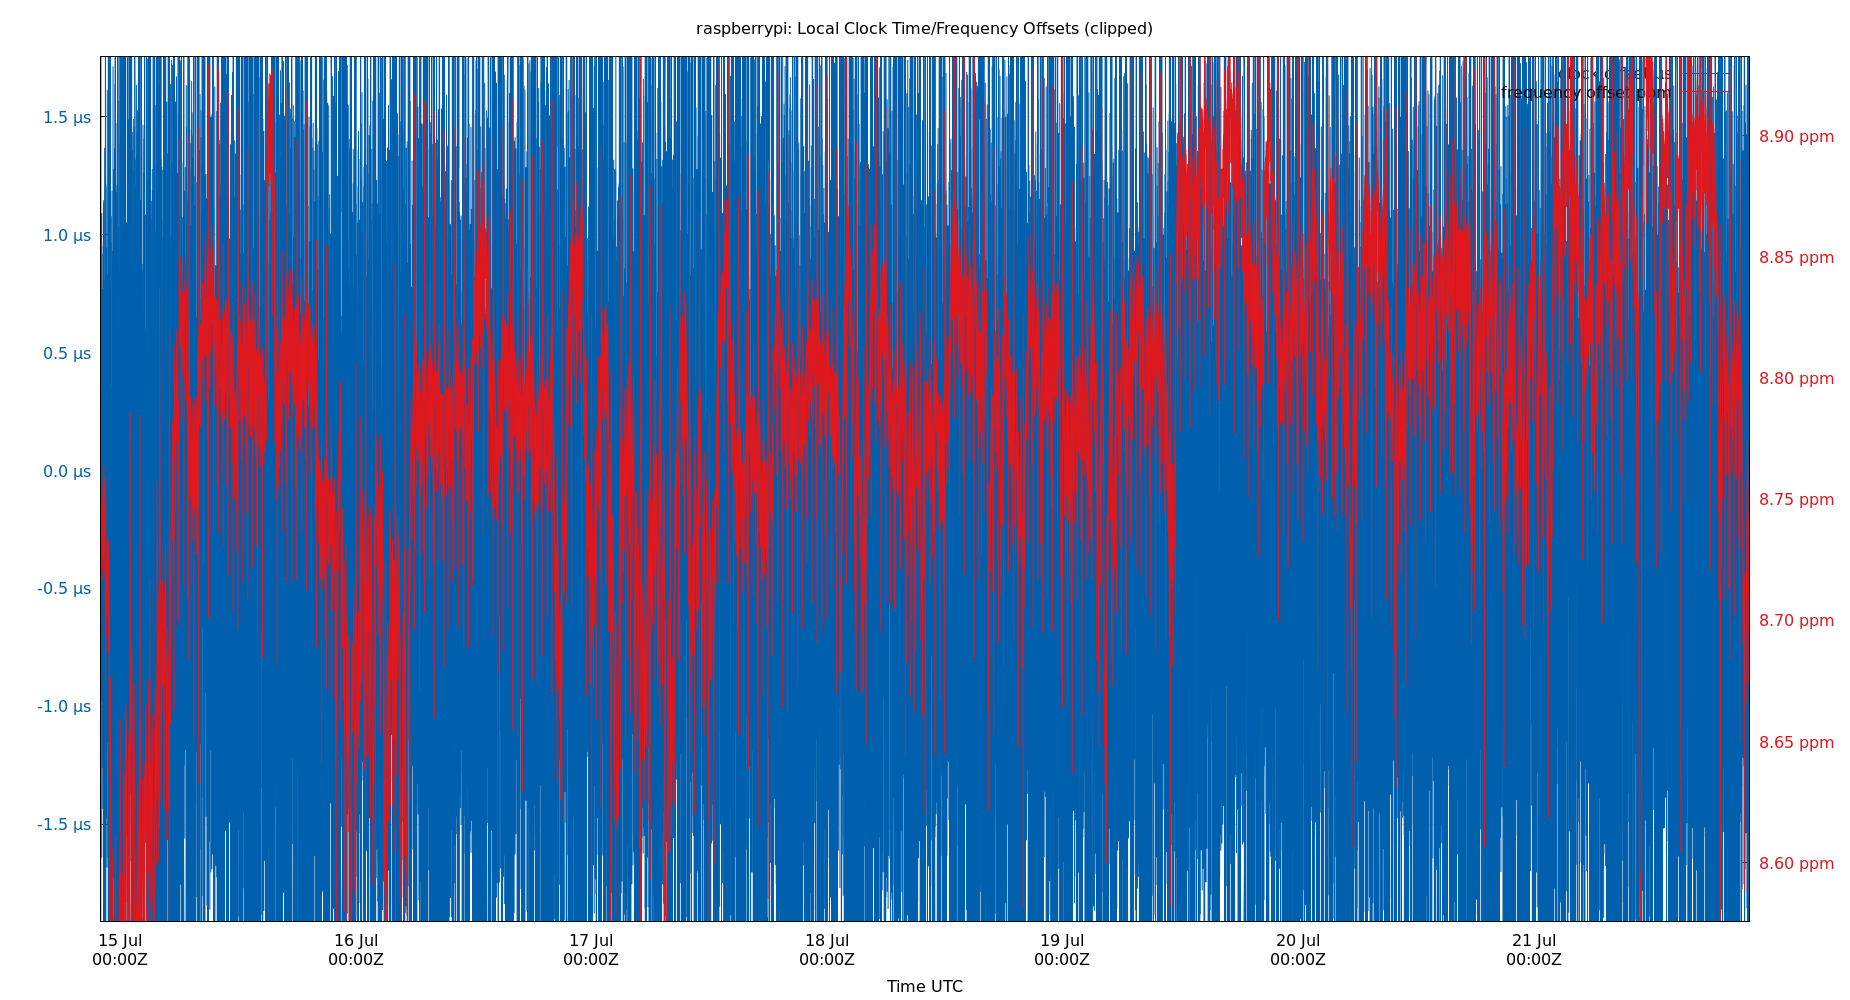 raspberrypi: Local Clock Time/Frequency Offsets (clipped)
clock offset µs
frequency offset ppm
1.5 µs
1.0 µs
0.5 µs
0.0 µs
-0.5 µs
-1.0 µs
-1.5 µs
8.90 ppm
8.85 ppm
8.80 ppm
8.75 ppm
8.70 ppm
8.65 ppm
8.60 ppm
15 Jul
00:00Z
16 Jul
00:00Z
17 Jul
00:00Z
18 Jul
00:00Z
19 Jul
00:00Z
20 Jul
00:00Z
21 Jul
00:00Z
Time UTC